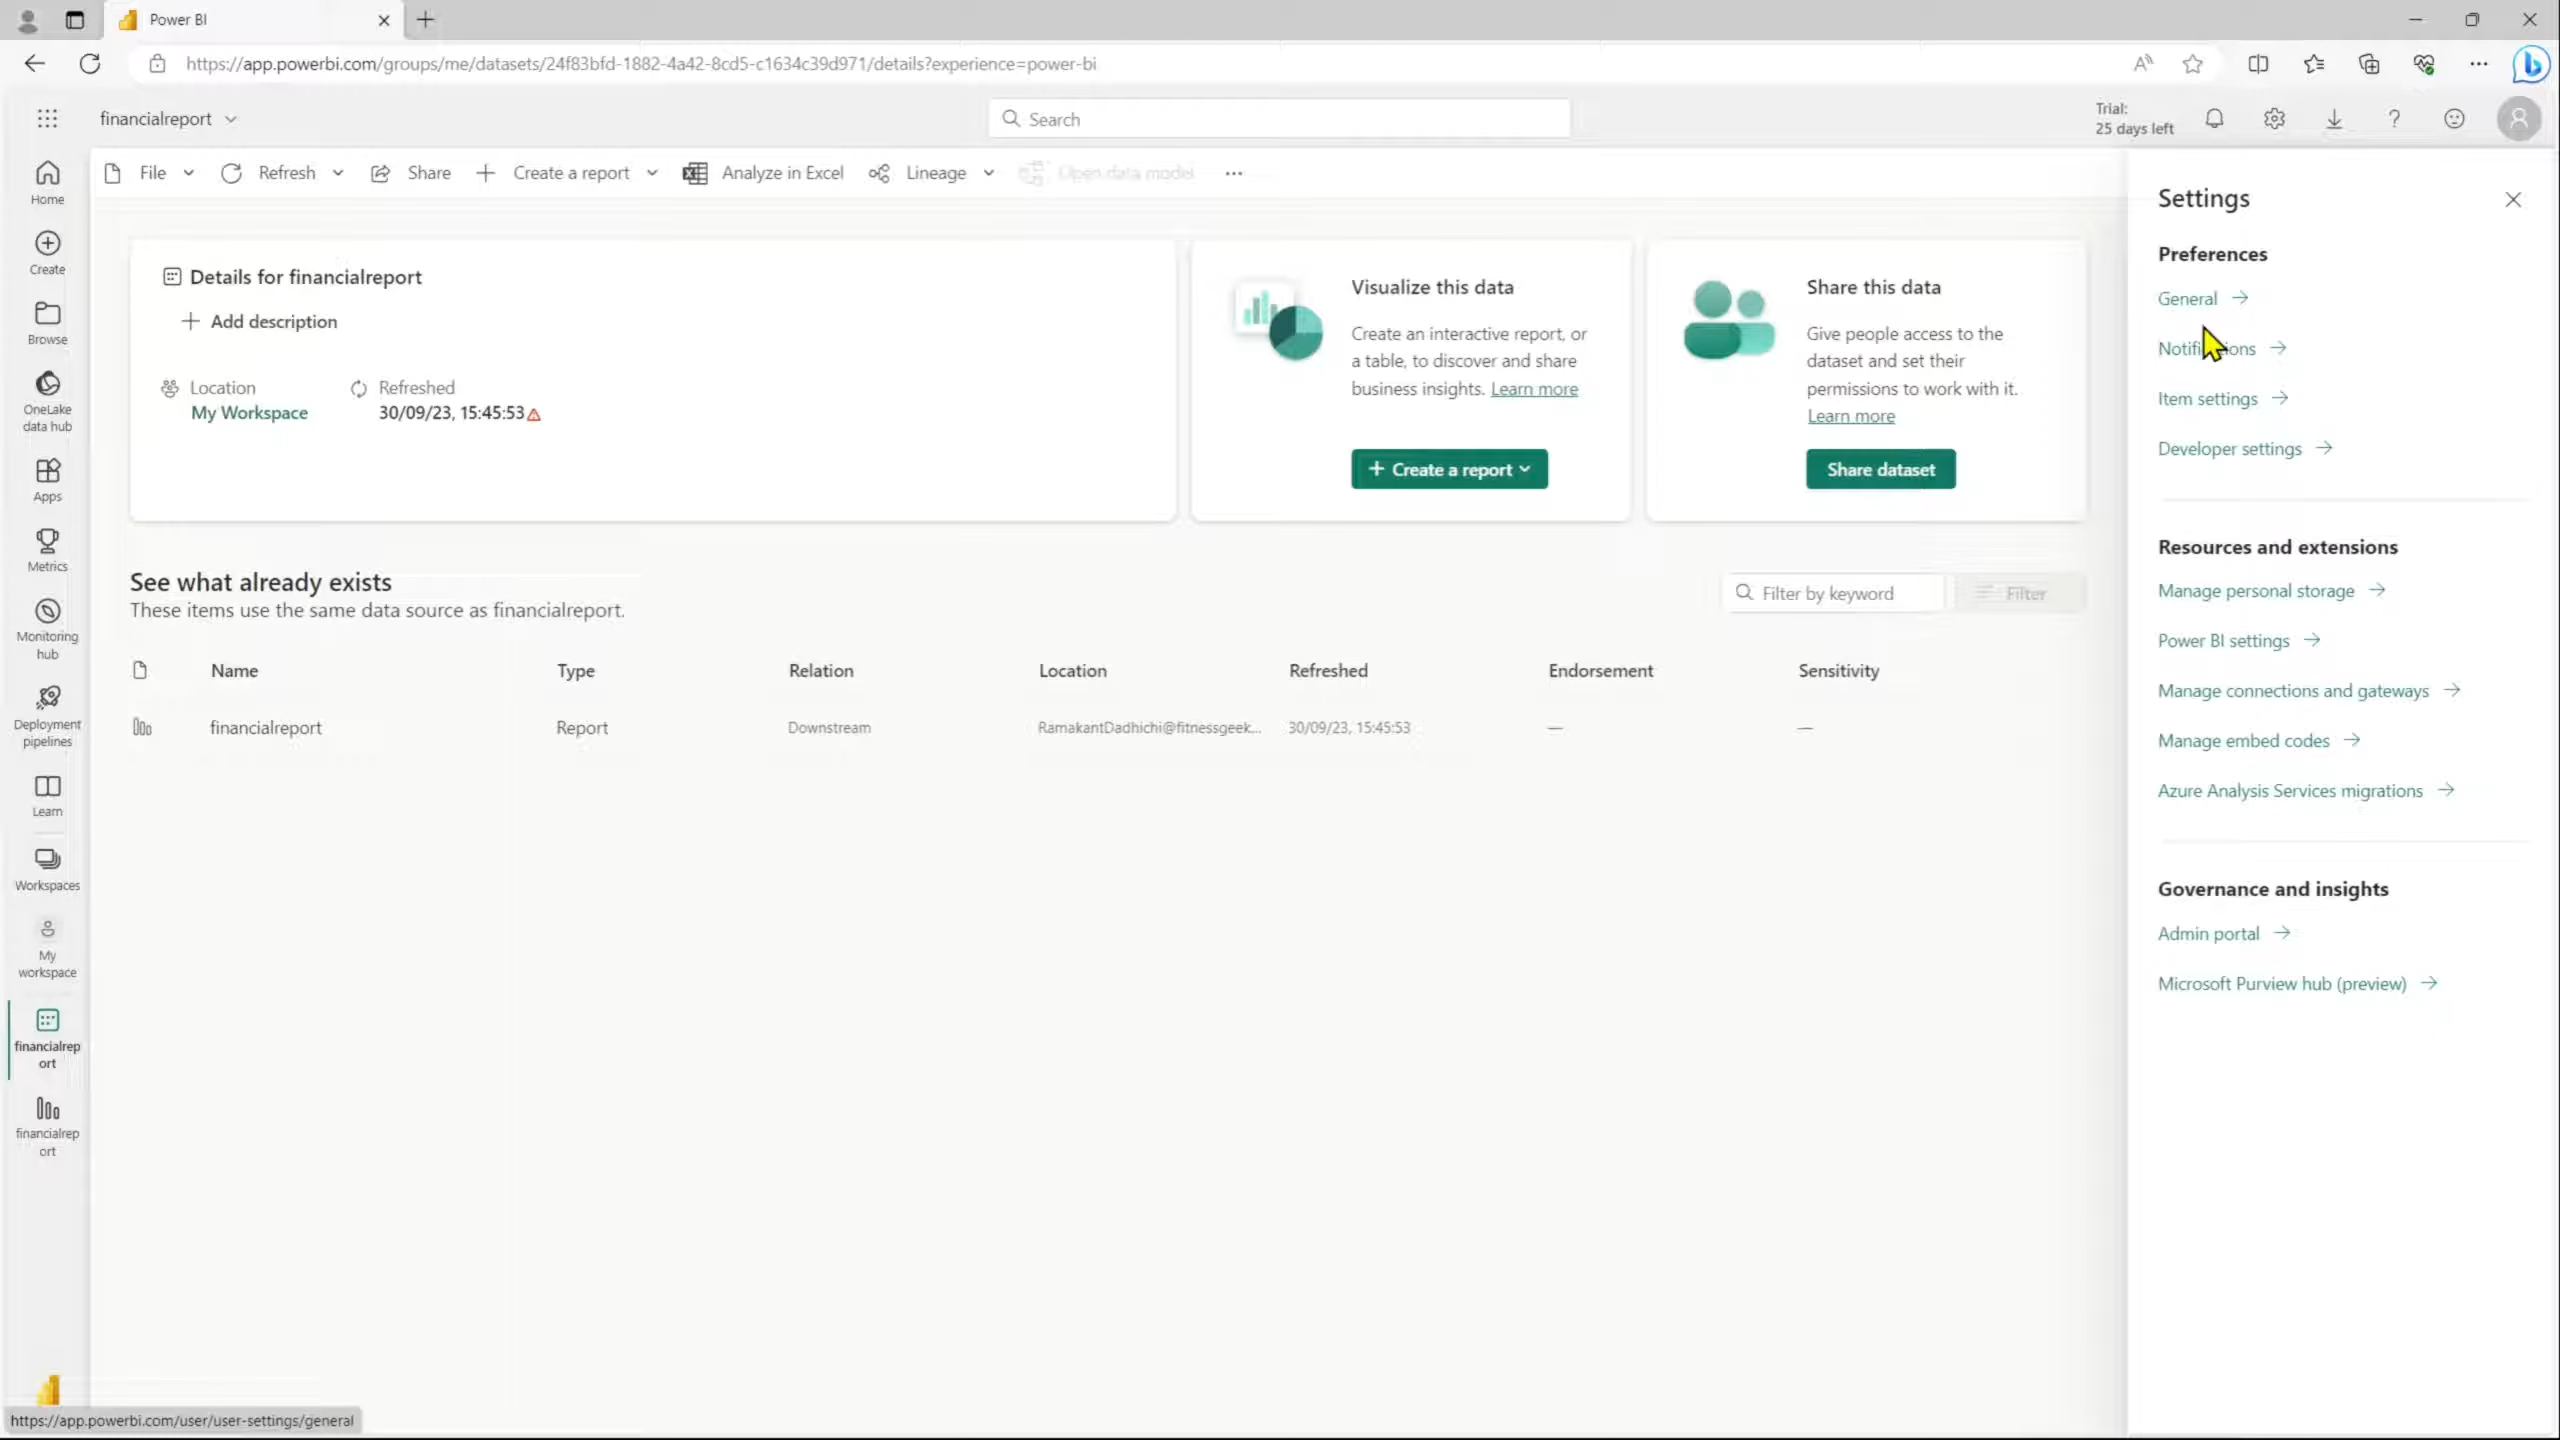 Power BI
https://app.powerbi.com/groups/me/datasets/24f83bfd-1882-4a42-8cd5-c1634c39d971/details?experience=power-bi
financialreport
Search
Trial:
25 days left
File
Refresh
Share
Create a report
Analyze in Excel
Lineage
Open data model
...
Home
Create
Browse
OneLake
data hub
Apps
Metrics
Monitoring
hub
Deployment
pipelines
Learn
Workspaces
My
workspace
financialrep
ort
financialrep
ort
Details for financialreport
Add description
Location
My Workspace
Refreshed
30/09/23, 15:45:53
Visualize this data
Create an interactive report, or
a table, to discover and share
business insights. Learn more
Create a report
Share this data
Give people access to the
dataset and set their
permissions to work with it.
Learn more
Share dataset
See what already exists
These items use the same data source as financialreport.
Filter by keyword
Filter
Name Type Relation Location Refreshed Endorsement Sensitivity
financialreport Report Downstream RamakantDadhichi@fitnessgeek... 30/09/23, 15:45:53 — —
Settings
Preferences
General
Notifications
Item settings
Developer settings
Resources and extensions
Manage personal storage
Power BI settings
Manage connections and gateways
Manage embed codes
Azure Analysis Services migrations
Governance and insights
Admin portal
Microsoft Purview hub (preview)
https://app.powerbi.com/user/user-settings/general